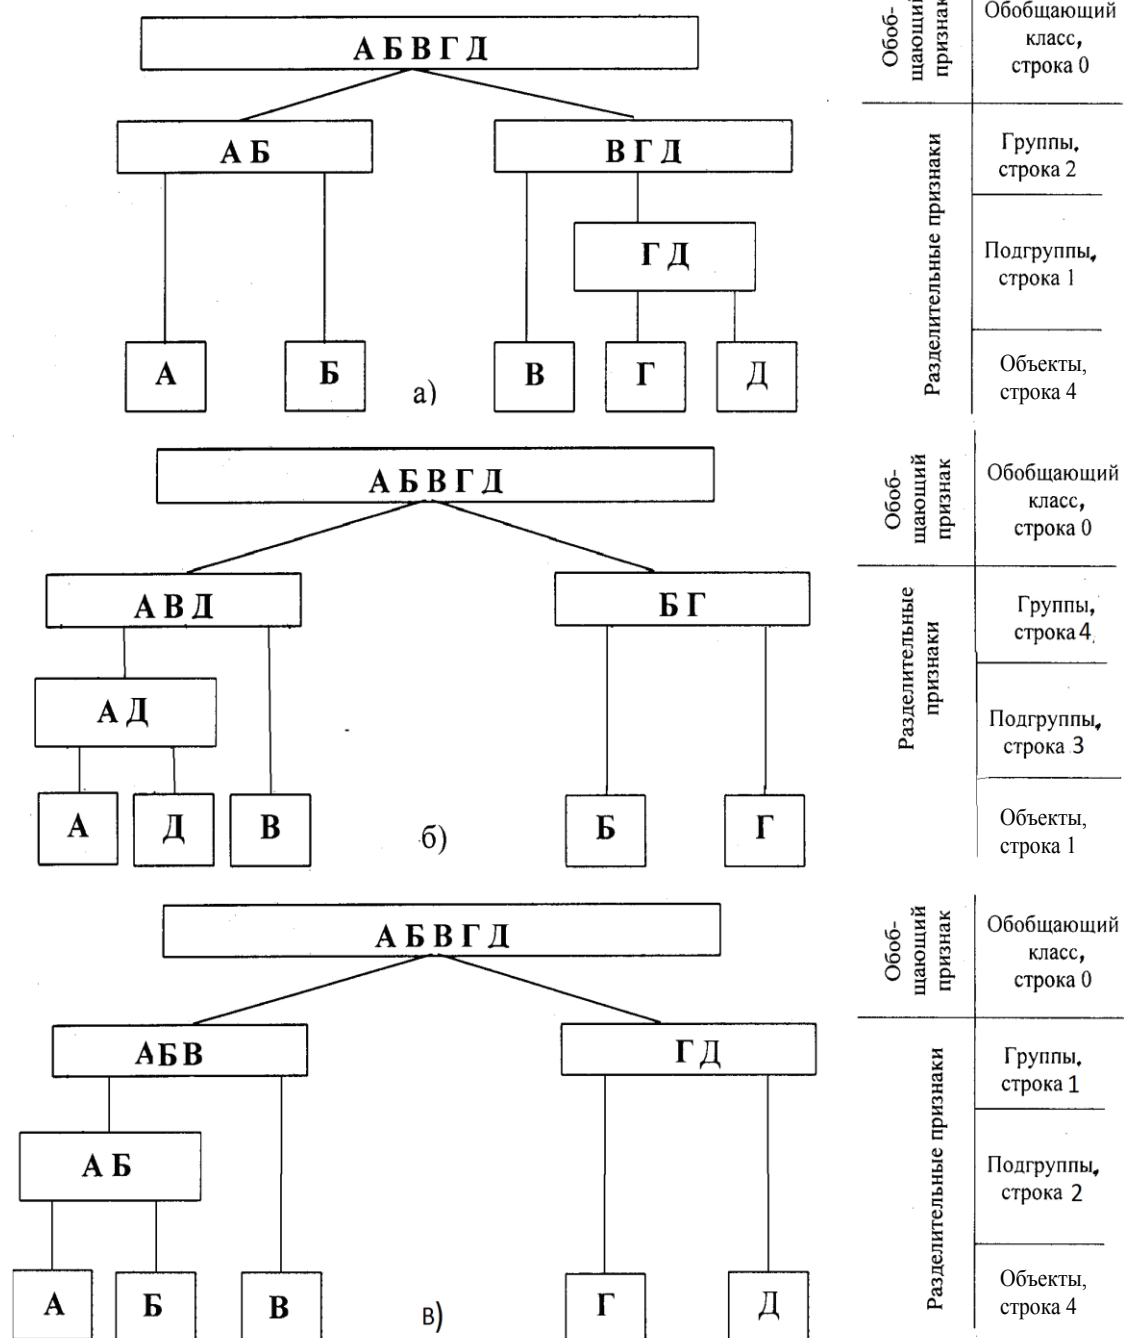 А Б В Г Д
А Б
В Г Д
Г Д
А
Б
В
Г
Д
а)
Обоб-
щающий
признак
Обобщающий
класс,
строка 0
Разделительные признаки
Группы,
строка 2
Подгруппы,
строка 1
Объекты,
строка 4
А Б В Г Д
А В Д
Б Г
А Д
А
Д
В
Б
Г
б)
Обоб-
щающий
признак
Обобщающий
класс,
строка 0
Разделительные
признаки
Группы,
строка 4
Подгруппы,
строка 3
Объекты,
строка 1
А Б В Г Д
А Б В
Г Д
А Б
А
Б
В
Г
Д
в)
Обоб-
щающий
признак
Обобщающий
класс,
строка 0
Разделительные признаки
Группы,
строка 1
Подгруппы,
строка 2
Объекты,
строка 4